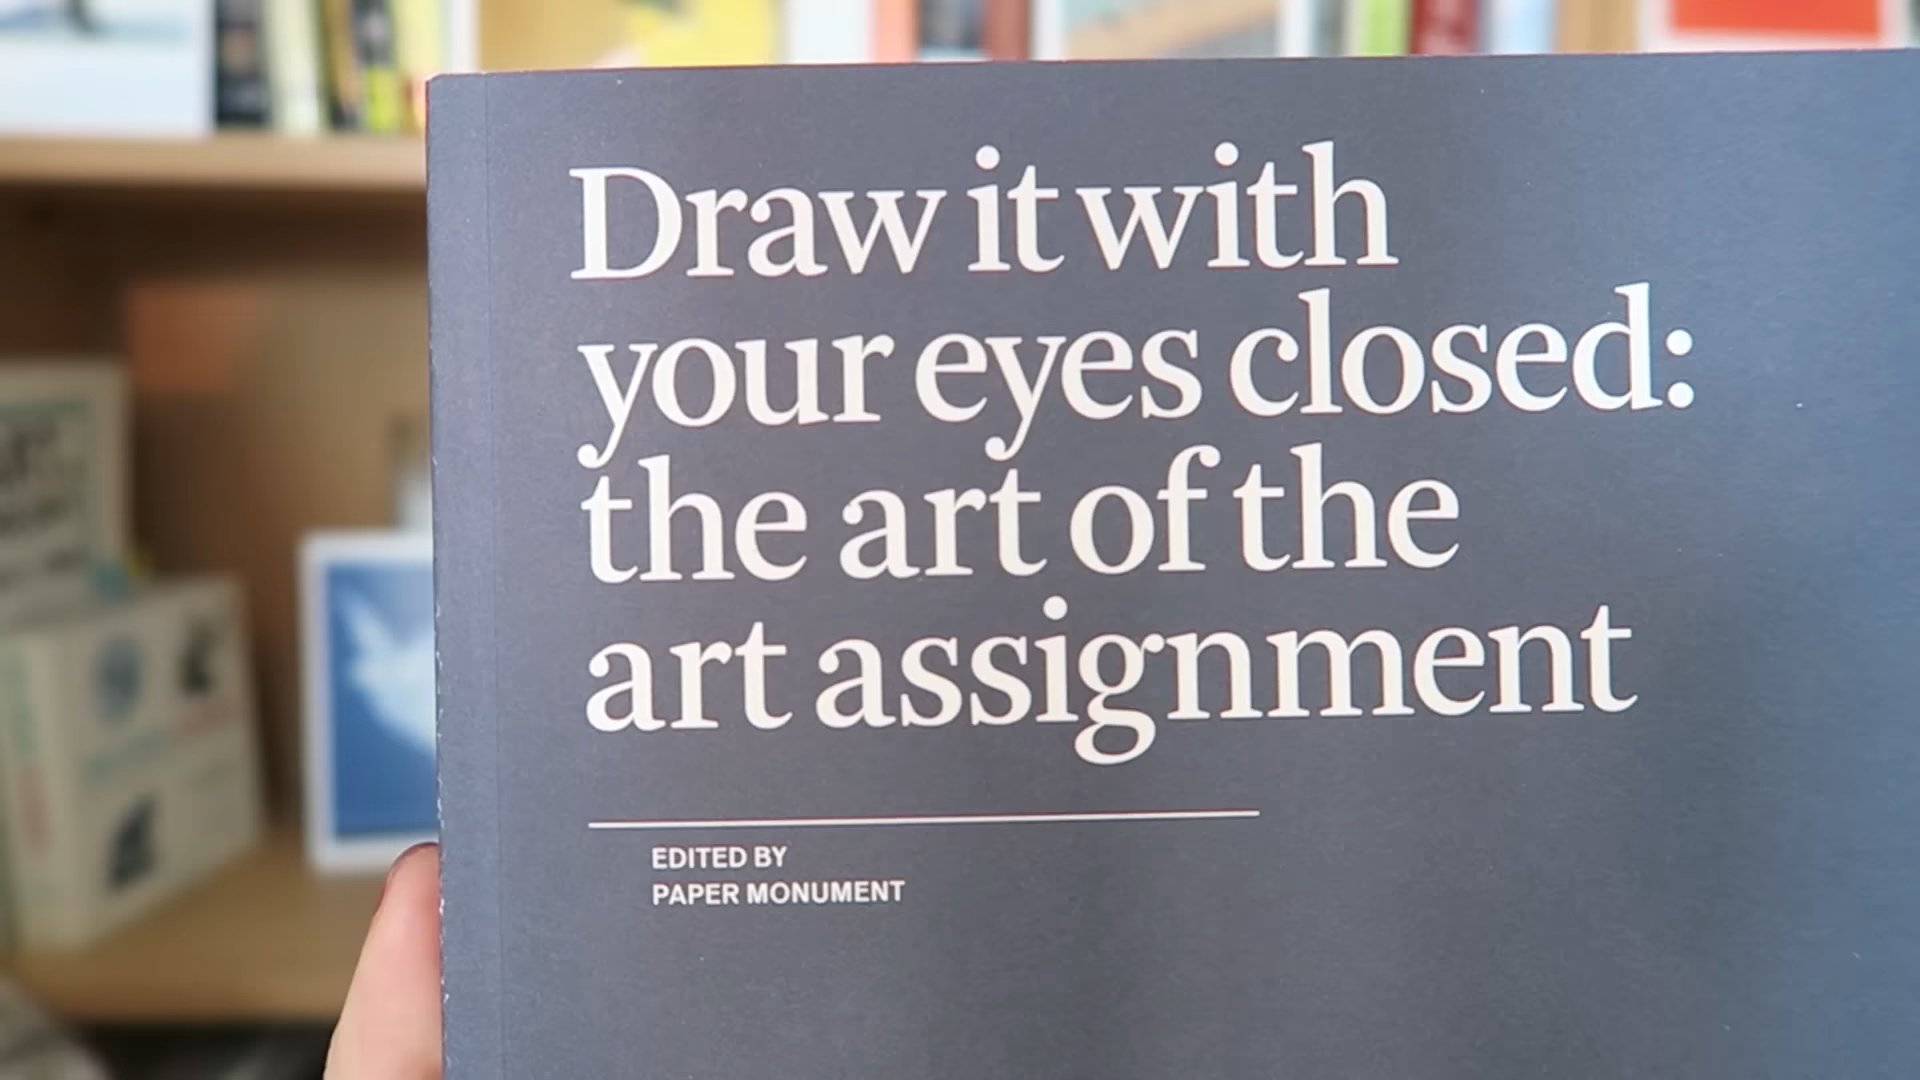 Draw it with
your eyes closed:
the art of the
art assignment
EDITED BY
PAPER MONUMENT